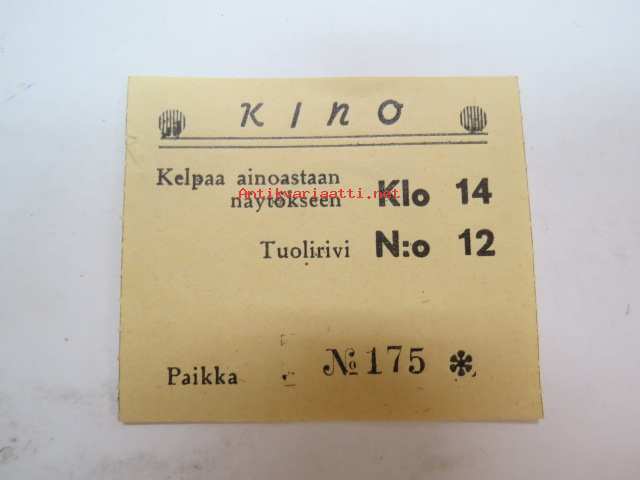 KINO
Kelpaa ainoastaan
näytökseen Klo 14
Antikvariaatti.net
Tuolirivi N:o 12
Paikka № 175 *